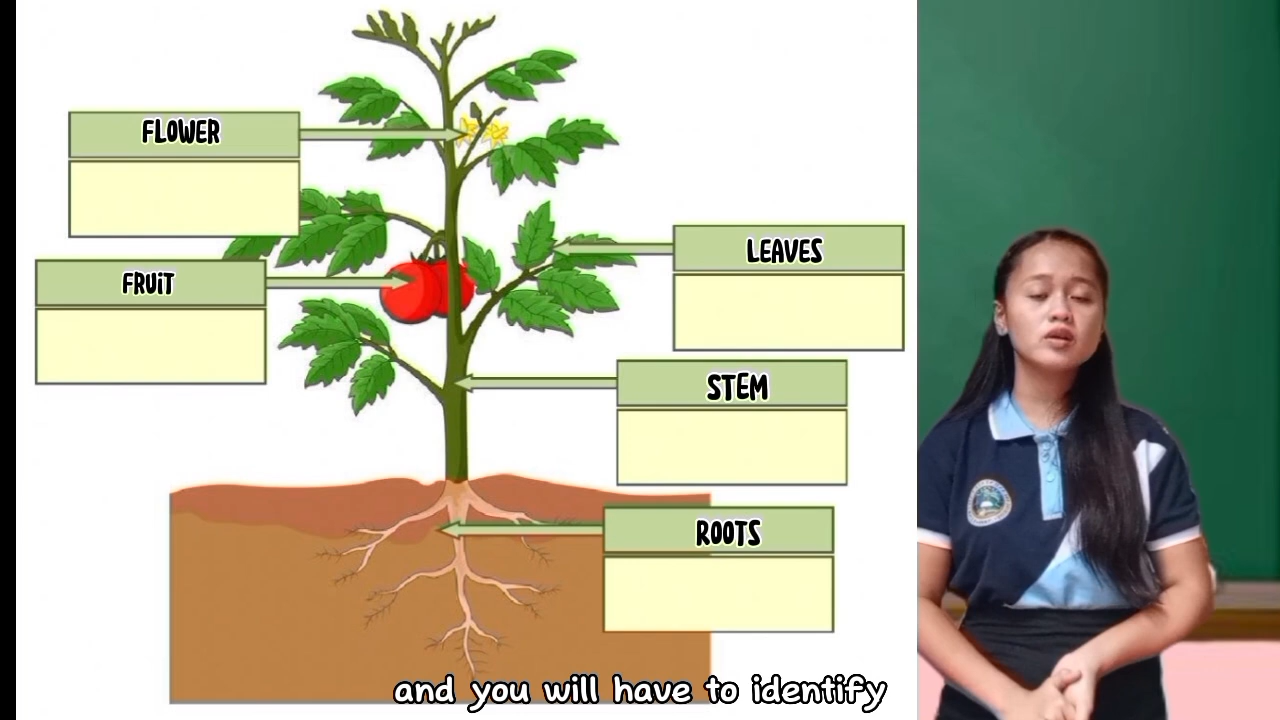 FLOWER
FRUIT
LEAVES
STEM
ROOTS
and you will have to identify